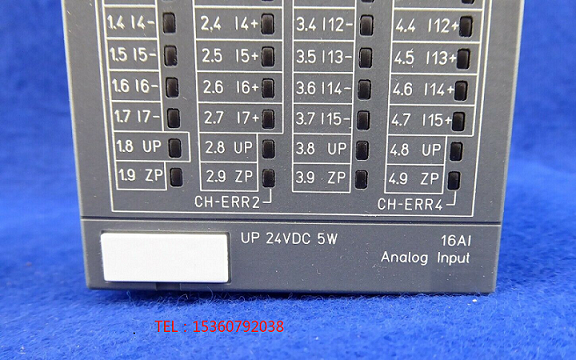 1.4 I4- 2.4 I4+ 3.4 I12- 4.4 I12+
1.5 I5- 2.5 I5+ 3.5 I13- 4.5 I13+
1.6 I6- 2.6 I6+ 3.6 I14- 4.6 I14+
1.7 I7- 2.7 I7+ 3.7 I15- 4.7 I15+
1.8 UP 2.8 UP 3.8 UP 4.8 UP
1.9 ZP 2.9 ZP 3.9 ZP 4.9 ZP
CH-ERR2 CH-ERR4
UP 24VDC 5W 16AI
Analog Input
TEL：15360792038